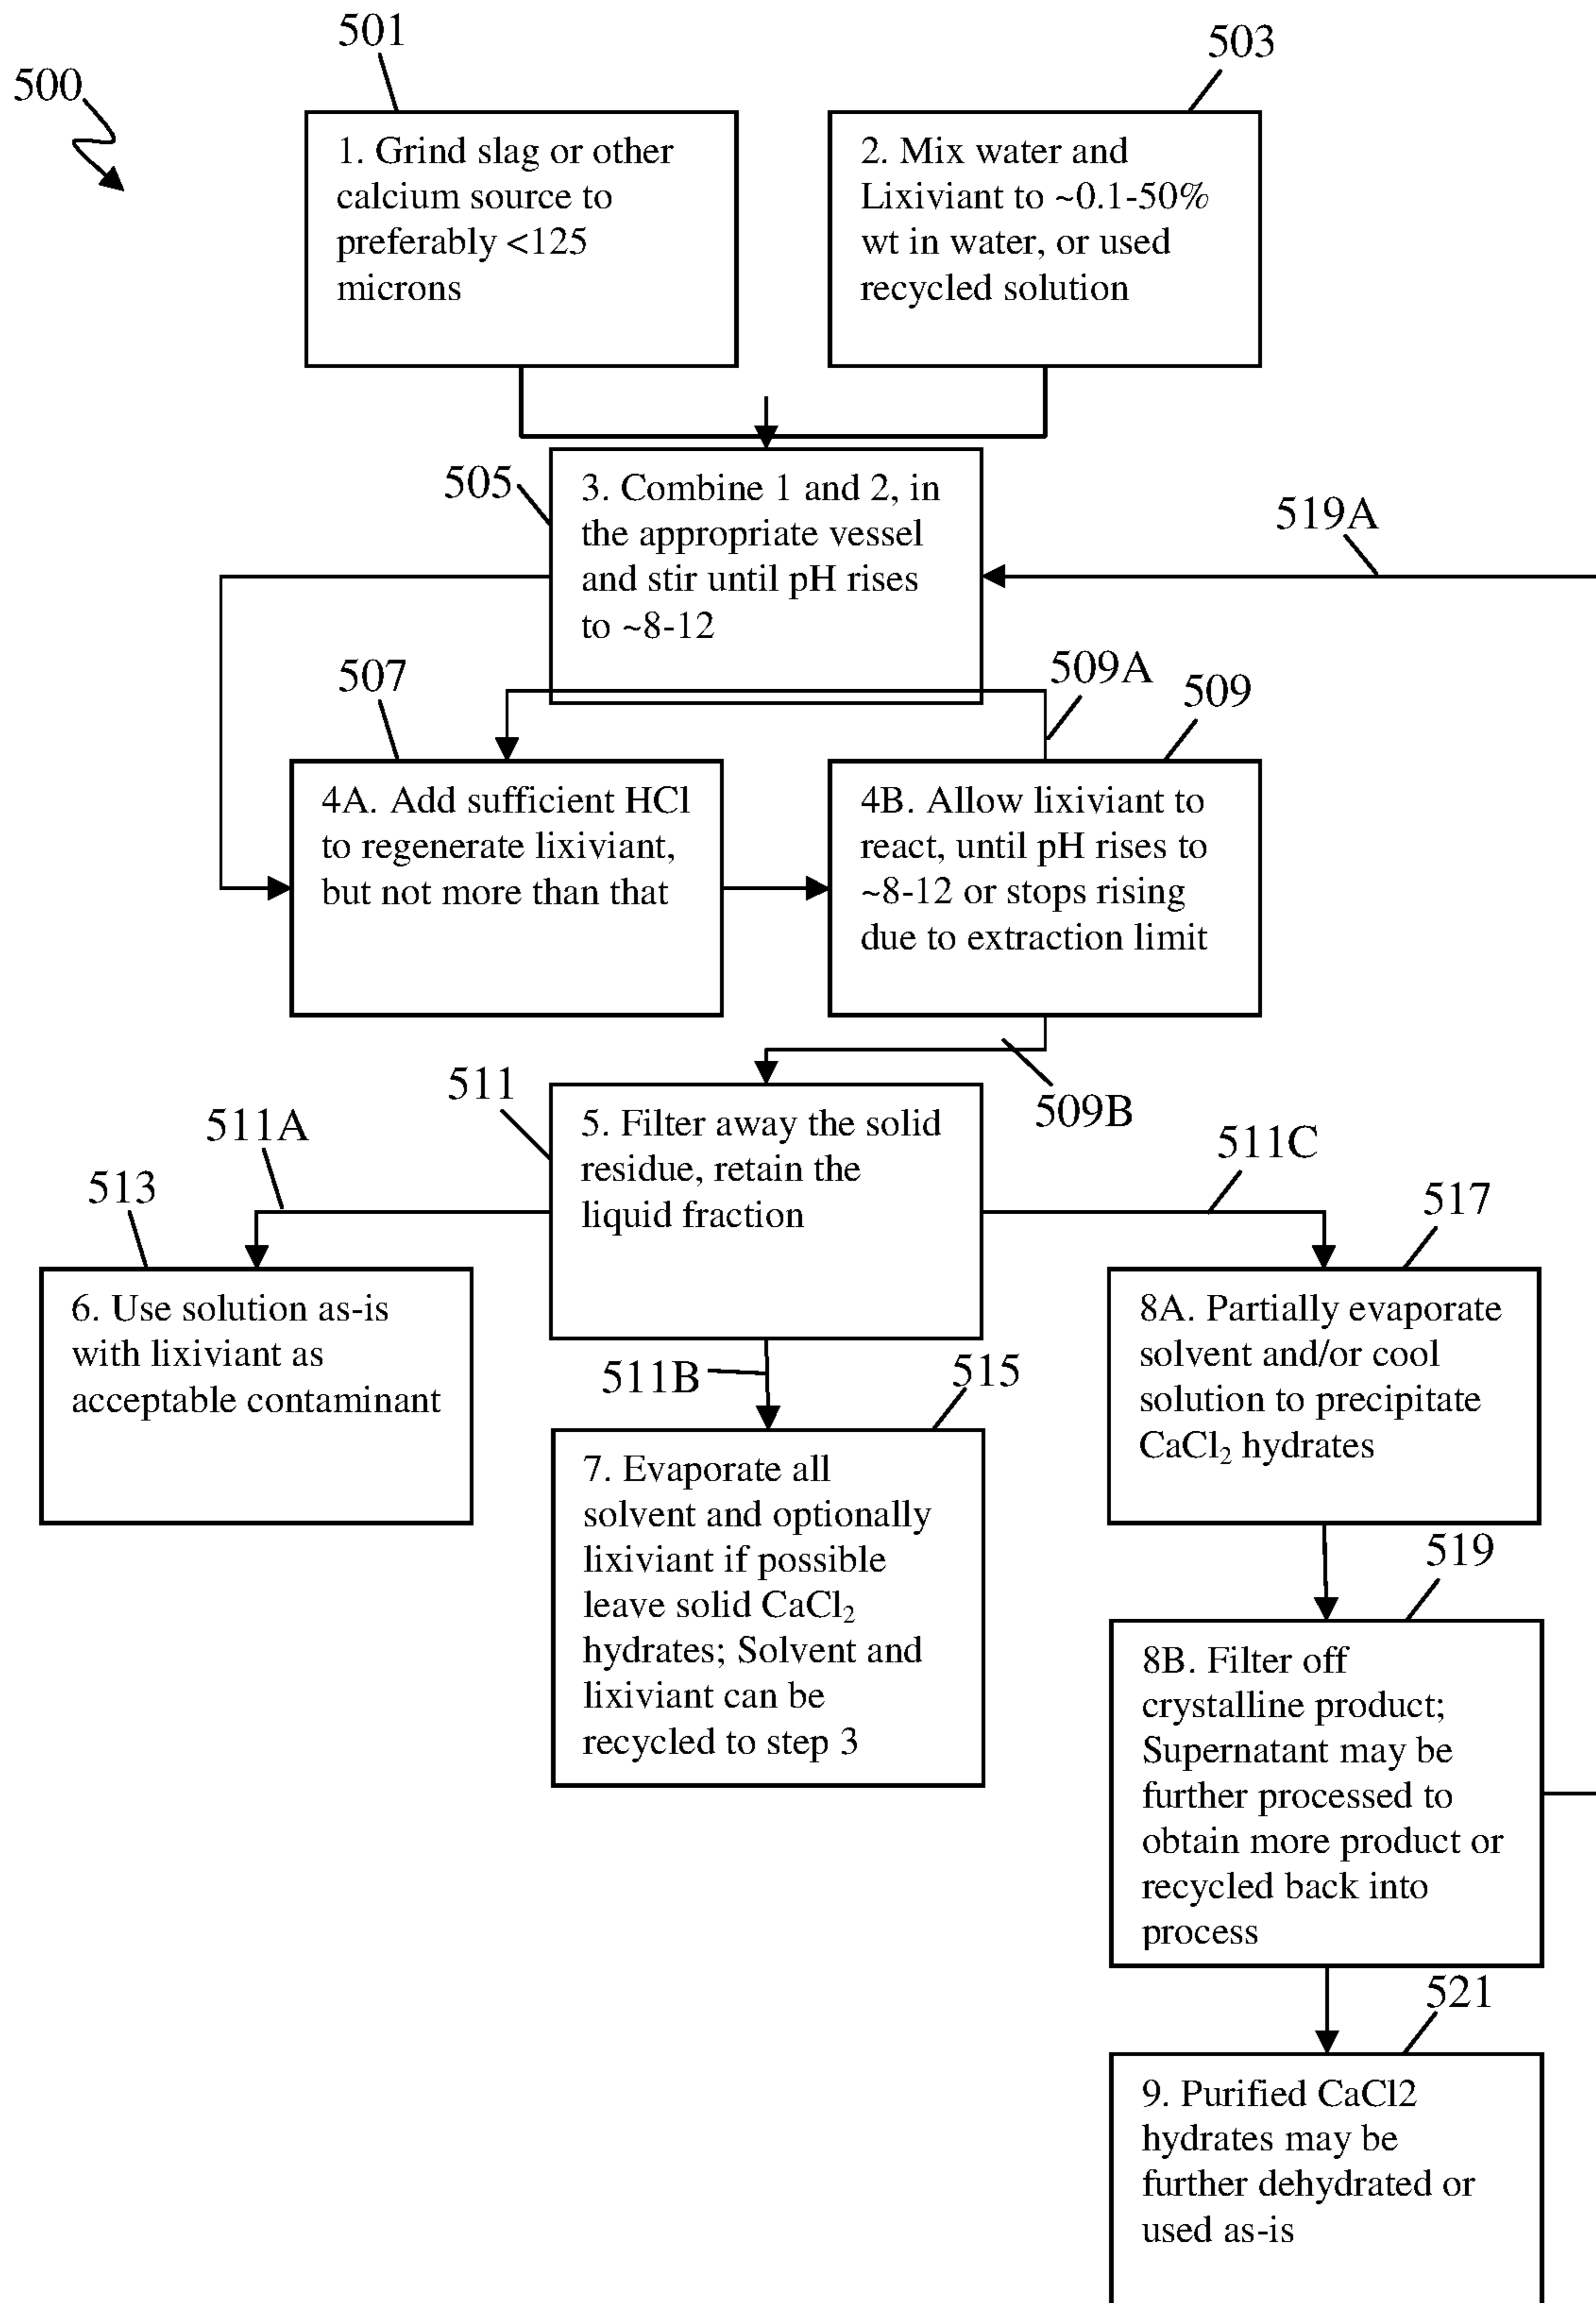 501
503
500
1. Grind slag or other
calcium source to
preferably <125
microns
2. Mix water and
Lixiviant to ~0.1-50%
wt in water, or used
recycled solution
505
3. Combine 1 and 2, in
the appropriate vessel
and stir until pH rises
to ~8-12
519A
507
509A
509
4A. Add sufficient HCl
to regenerate lixiviant,
but not more than that
4B. Allow lixiviant to
react, until pH rises to
~8-12 or stops rising
due to extraction limit
509B
511
5. Filter away the solid
residue, retain the
liquid fraction
511A
511C
513
517
6. Use solution as-is
with lixiviant as
acceptable contaminant
511B
515
7. Evaporate all
solvent and optionally
lixiviant if possible
leave solid CaCl₂
hydrates; Solvent and
lixiviant can be
recycled to step 3
8A. Partially evaporate
solvent and/or cool
solution to precipitate
CaCl₂ hydrates
519
8B. Filter off
crystalline product;
Supernatant may be
further processed to
obtain more product or
recycled back into
process
521
9. Purified CaCl2
hydrates may be
further dehydrated or
used as-is